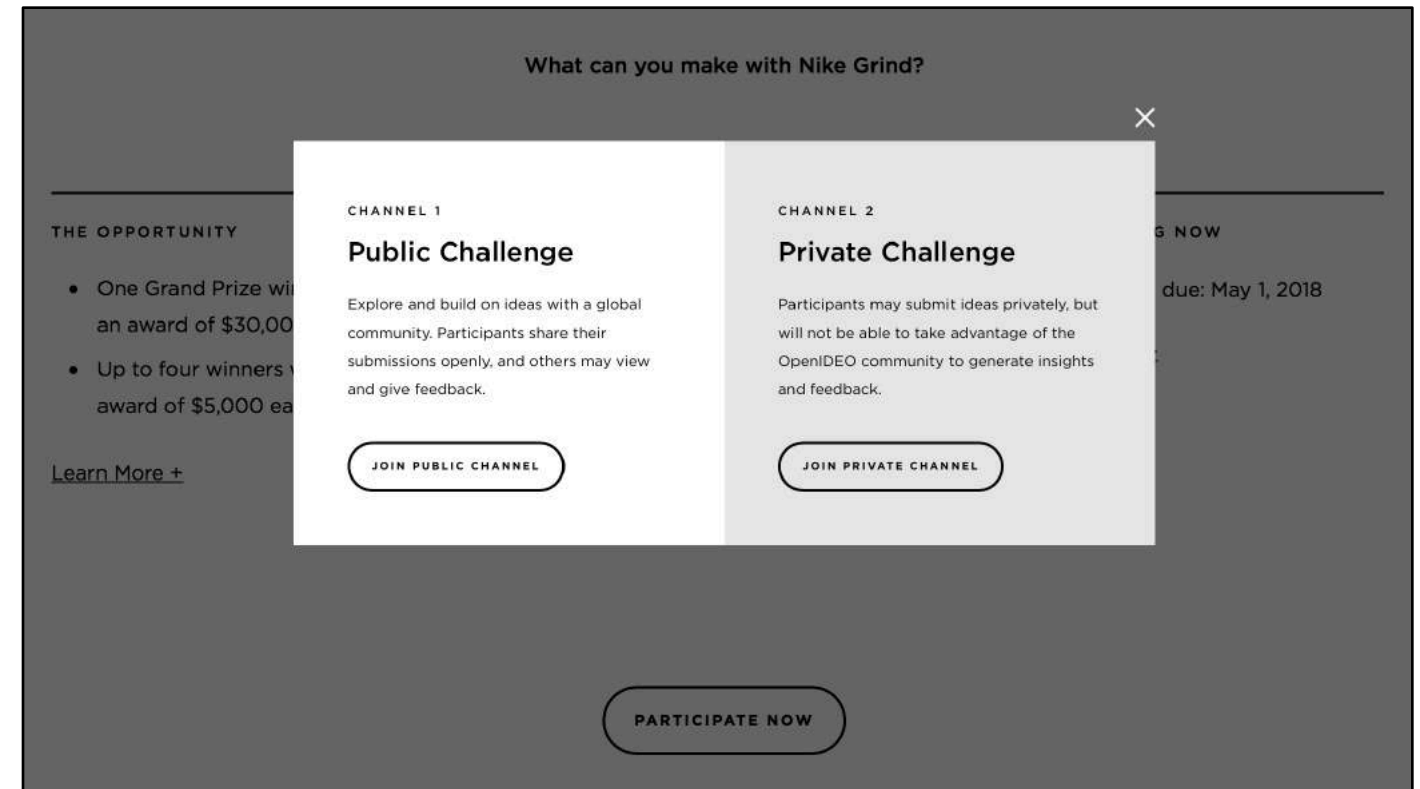 What can you make with Nike Grind?
THE OPPORTUNITY
One Grand Prize
an award of $30,00
Up to four winners
award of $5,000 ea
Learn More +
CHANNEL 1
Public Challenge
Explore and build on ideas with a global
community. Participants share their
submissions openly, and others may view
and give feedback.
JOIN PUBLIC CHANNEL
CHANNEL 2
Private Challenge
Participants may submit ideas privately, but
will not be able to take advantage of the
OpenIDEO community to generate insights
and feedback.
JOIN PRIVATE CHANNEL
NOW
due: May 1, 2018
PARTICIPATE NOW